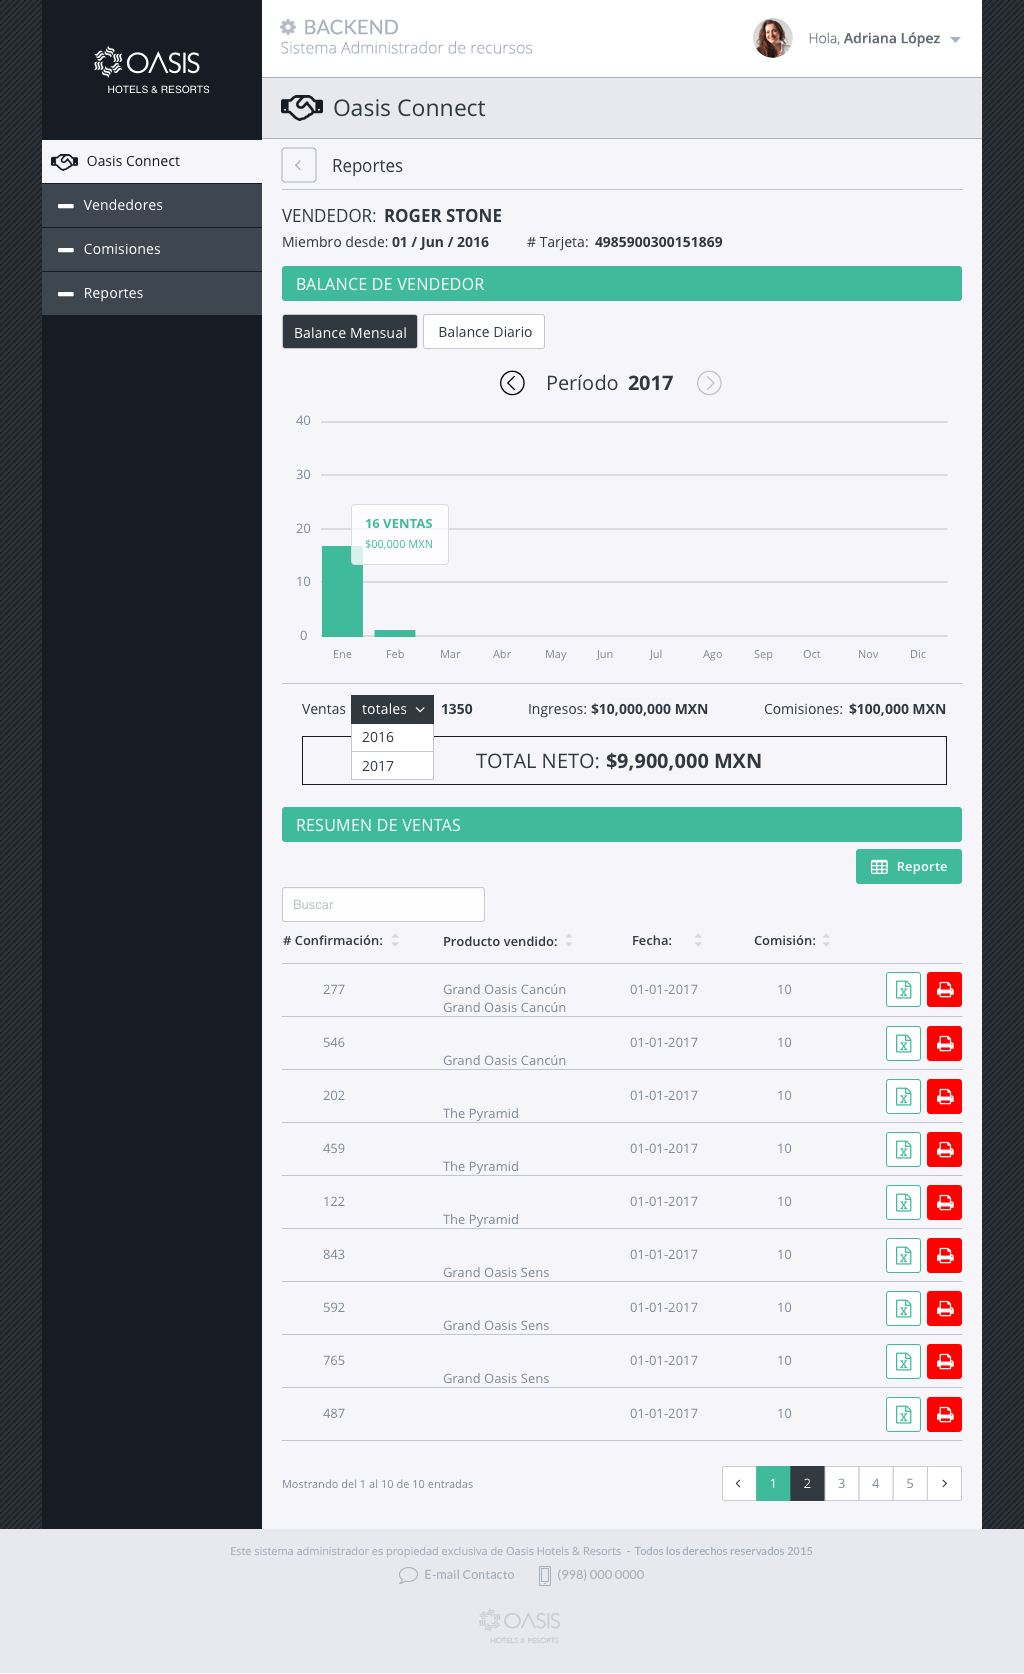 OASIS
HOTELS & RESORTS
BACKEND
Sistema Administrador de recursos
Hola, Adriana López
Oasis Connect
Oasis Connect
Vendedores
Comisiones
Reportes
Reportes
VENDEDOR: ROGER STONE
Miembro desde: 01 / Jun / 2016 # Tarjeta: 4985900300151869
BALANCE DE VENDEDOR
Balance Mensual Balance Diario
Período 2017
40
30
20
10
0
16 VENTAS
$00,000 MXN
Ene Feb Mar Abr May Jun Jul Ago Sep Oct Nov Dic
Ventas totales 1350 Ingresos: $10,000,000 MXN Comisiones: $100,000 MXN
2016
2017
TOTAL NETO: $9,900,000 MXN
RESUMEN DE VENTAS
Reporte
Buscar
# Confirmación: Producto vendido: Fecha: Comisión:
277 Grand Oasis Cancún 01-01-2017 10
Grand Oasis Cancún
546 01-01-2017 10
Grand Oasis Cancún
202 01-01-2017 10
The Pyramid
459 01-01-2017 10
The Pyramid
122 01-01-2017 10
The Pyramid
843 01-01-2017 10
Grand Oasis Sens
592 01-01-2017 10
Grand Oasis Sens
765 01-01-2017 10
Grand Oasis Sens
487 01-01-2017 10
Mostrando del 1 al 10 de 10 entradas
1 2 3 4 5
Este sistema administrador es propiedad exclusiva de Oasis Hotels & Resorts - Todos los derechos reservados 2015
E-mail Contacto (998) 000 0000
OASIS
HOTELS & RESORTS